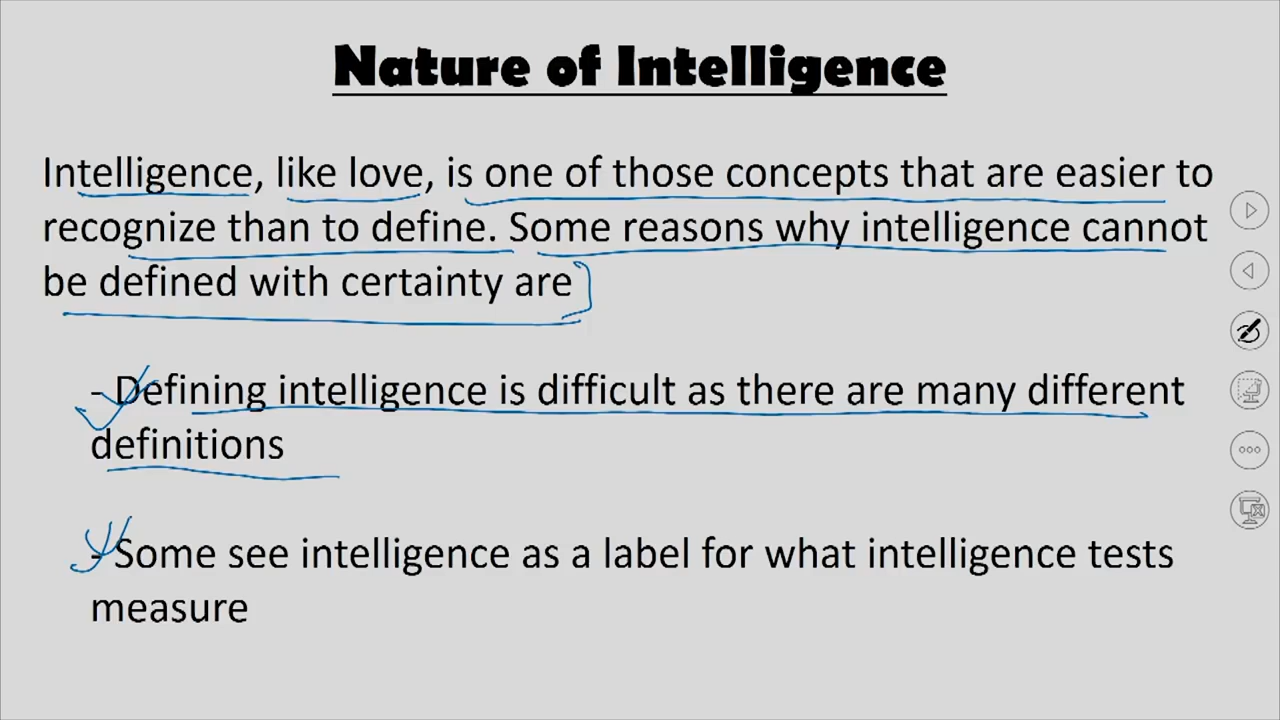 Nature of Intelligence
Intelligence, like love, is one of those concepts that are easier to
recognize than to define. Some reasons why intelligence cannot
be defined with certainty are
- Defining intelligence is difficult as there are many different
definitions
- Some see intelligence as a label for what intelligence tests
measure